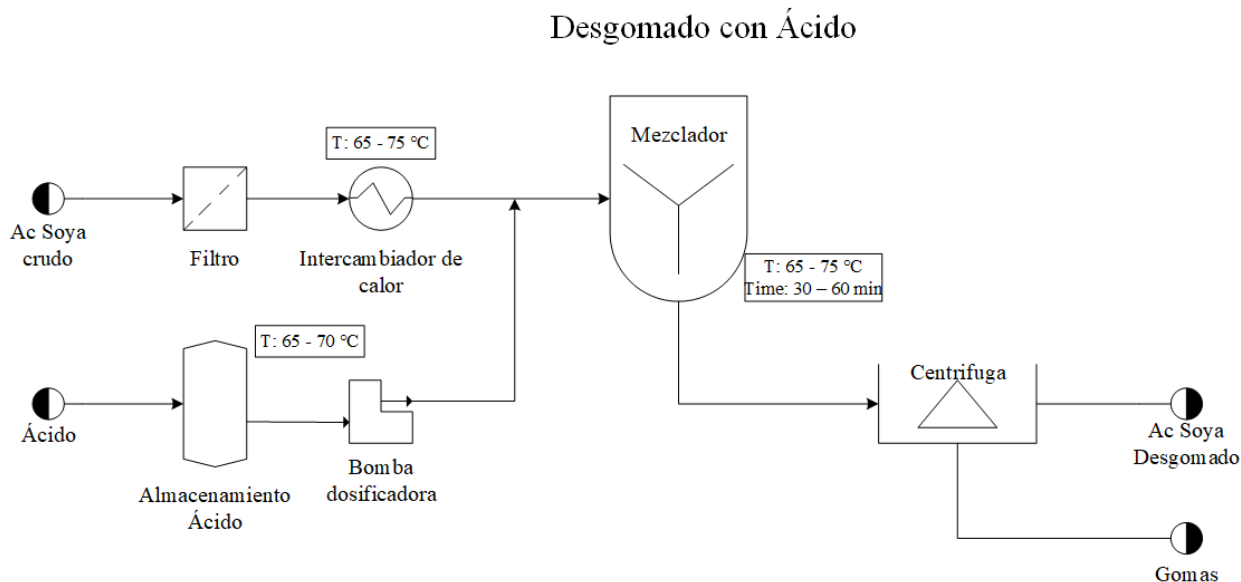 Desgomado con Ácido
T: 65 - 75 °C
Mezclador
Ac Soya
crudo
Filtro
Intercambiador de
calor
T: 65 - 75 °C
Time: 30 – 60 min
T: 65 - 70 °C
Centrifuga
Ácido
Bomba
dosificadora
Almacenamiento
Ácido
Ac Soya
Desgomado
Gomas